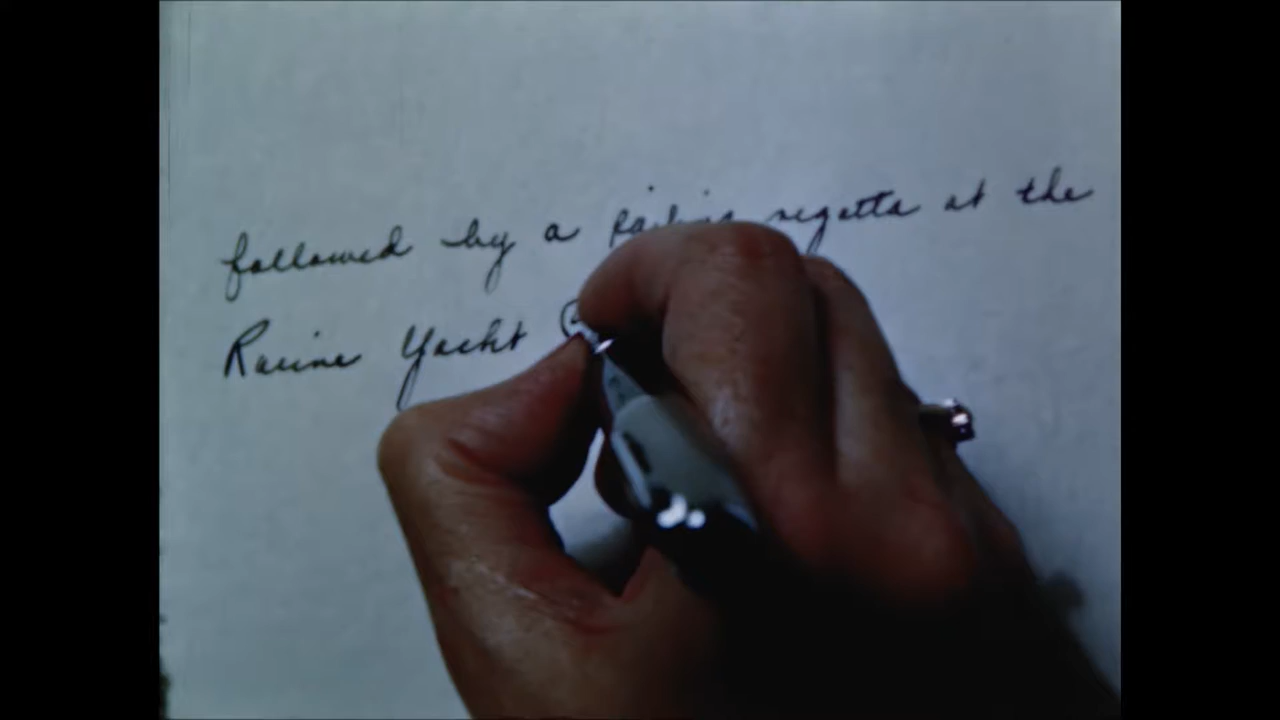 followed by a regatta at the
Racine Yacht